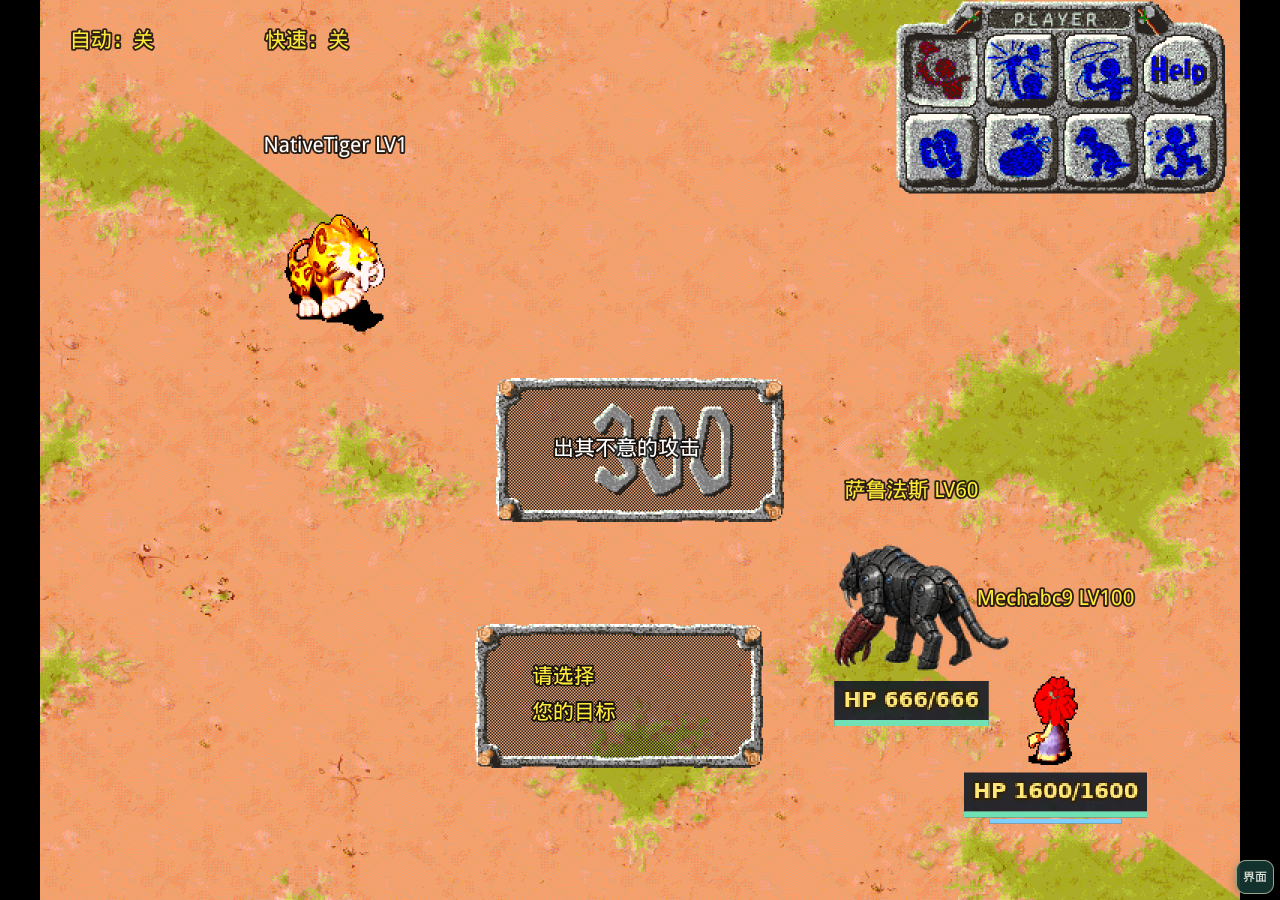 自动：关
快速：关
PLAYER
Help
NativeTiger LV1
300
出其不意的攻击
萨鲁法斯 LV60
Mechabc9 LV100
请选择
您的目标
HP 666/666
HP 1600/1600
界面